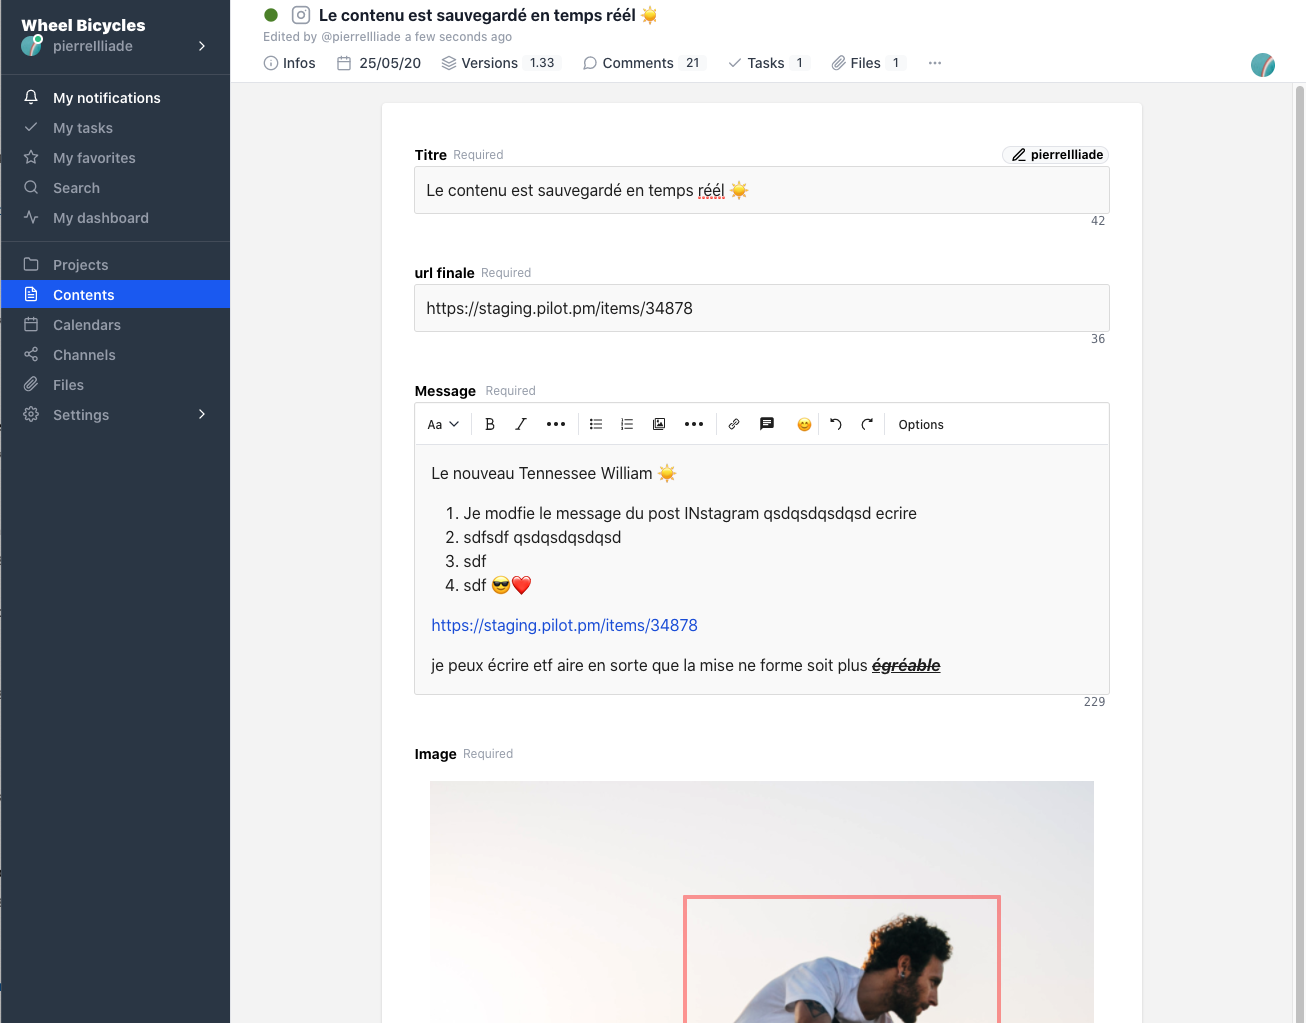 Wheel Bicycles
pierrellliade
My notifications
My tasks
My favorites
Search
My dashboard
Projects
Contents
Calendars
Channels
Files
Settings
Le contenu est sauvegardé en temps réél ☀️
Edited by @pierrellliade a few seconds ago
Infos 25/05/20 Versions 1.33 Comments 21 Tasks 1 Files 1 ···
Titre Required pierrellliade
Le contenu est sauvegardé en temps réél ☀️
42
url finale Required
https://staging.pilot.pm/items/34878
36
Message Required
Aa B I ••• ••• 😊 Options
Le nouveau Tennessee William ☀️
1. Je modfie le message du post INstagram qsdqsdqsdqsd ecrire
2. sdfsdf qsdqsdqsdqsd
3. sdf
4. sdf 😎❤️
https://staging.pilot.pm/items/34878
je peux écrire etf aire en sorte que la mise ne forme soit plus égréable
229
Image Required